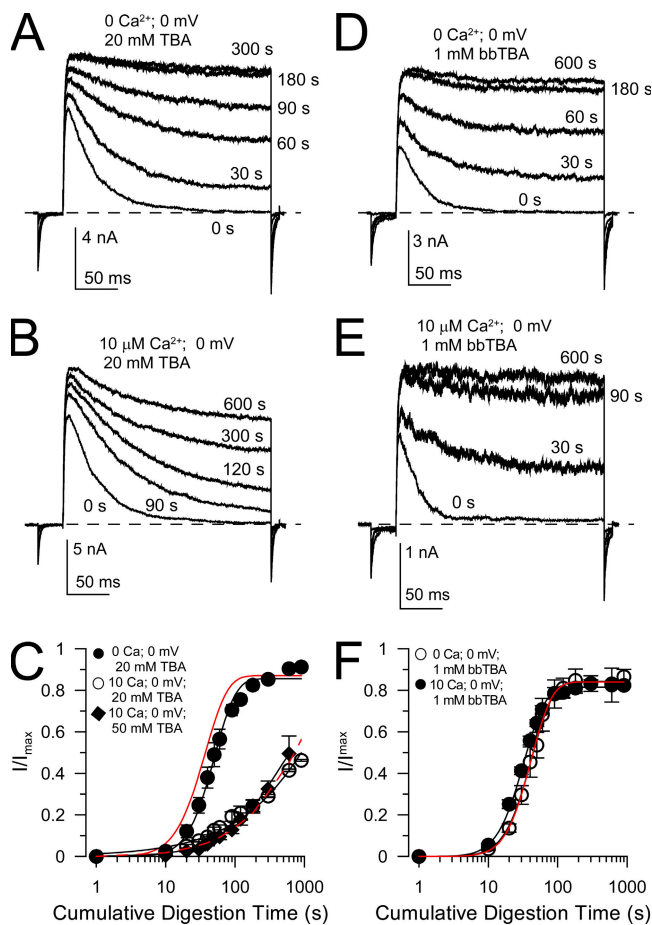 A
0 Ca²⁺; 0 mV
20 mM TBA
300 s
180 s
90 s
60 s
30 s
0 s
4 nA
50 ms
D
0 Ca²⁺; 0 mV
1 mM bbTBA
600 s
180 s
60 s
30 s
0 s
3 nA
50 ms
B
10 µM Ca²⁺; 0 mV
20 mM TBA
600 s
300 s
120 s
0 s
90 s
5 nA
50 ms
E
10 µM Ca²⁺; 0 mV
1 mM bbTBA
600 s
90 s
30 s
0 s
1 nA
50 ms
C
0 Ca; 0 mV
20 mM TBA
10 Ca; 0 mV;
20 mM TBA
10 Ca; 0 mV;
50 mM TBA
1
0.8
0.6
0.4
0.2
0
I/Imax
1
10
100
1000
Cumulative Digestion Time (s)
F
0 Ca; 0 mV;
1 mM bbTBA
10 Ca; 0 mV;
1 mM bbTBA
1
0.8
0.6
0.4
0.2
0
I/Imax
1
10
100
1000
Cumulative Digestion Time (s)